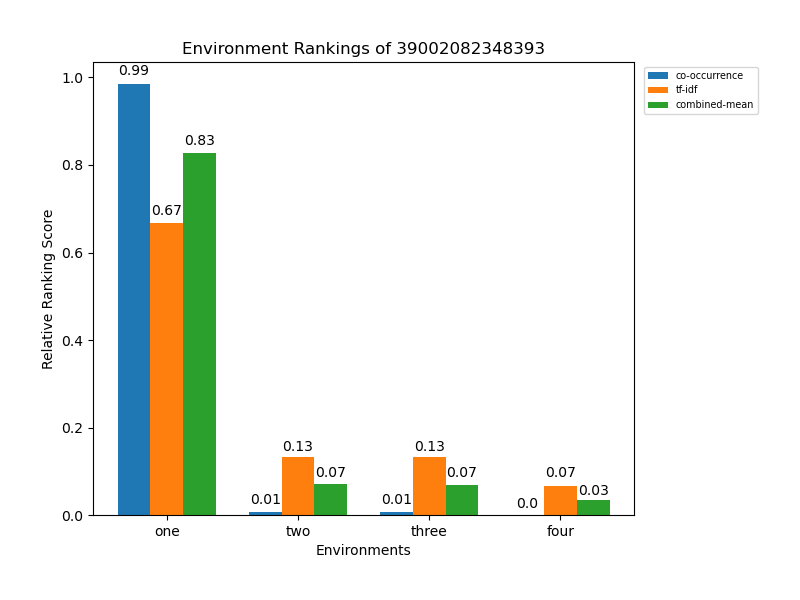 Environment Rankings of 39002082348393
co-occurrence
tf-idf
combined-mean
Relative Ranking Score
1.0
0.8
0.6
0.4
0.2
0.0
0.99
0.67
0.83
0.01
0.13
0.07
0.01
0.13
0.07
0.0
0.07
0.03
one two three four
Environments